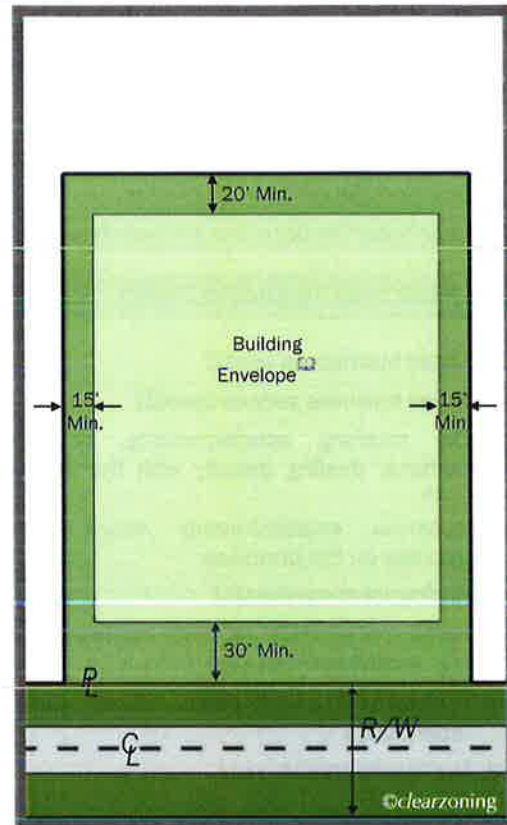 20' Min.
Building
Envelope
15'
Min.
15'
Min.
30' Min.
PL
R/W
CL
©clearzoning